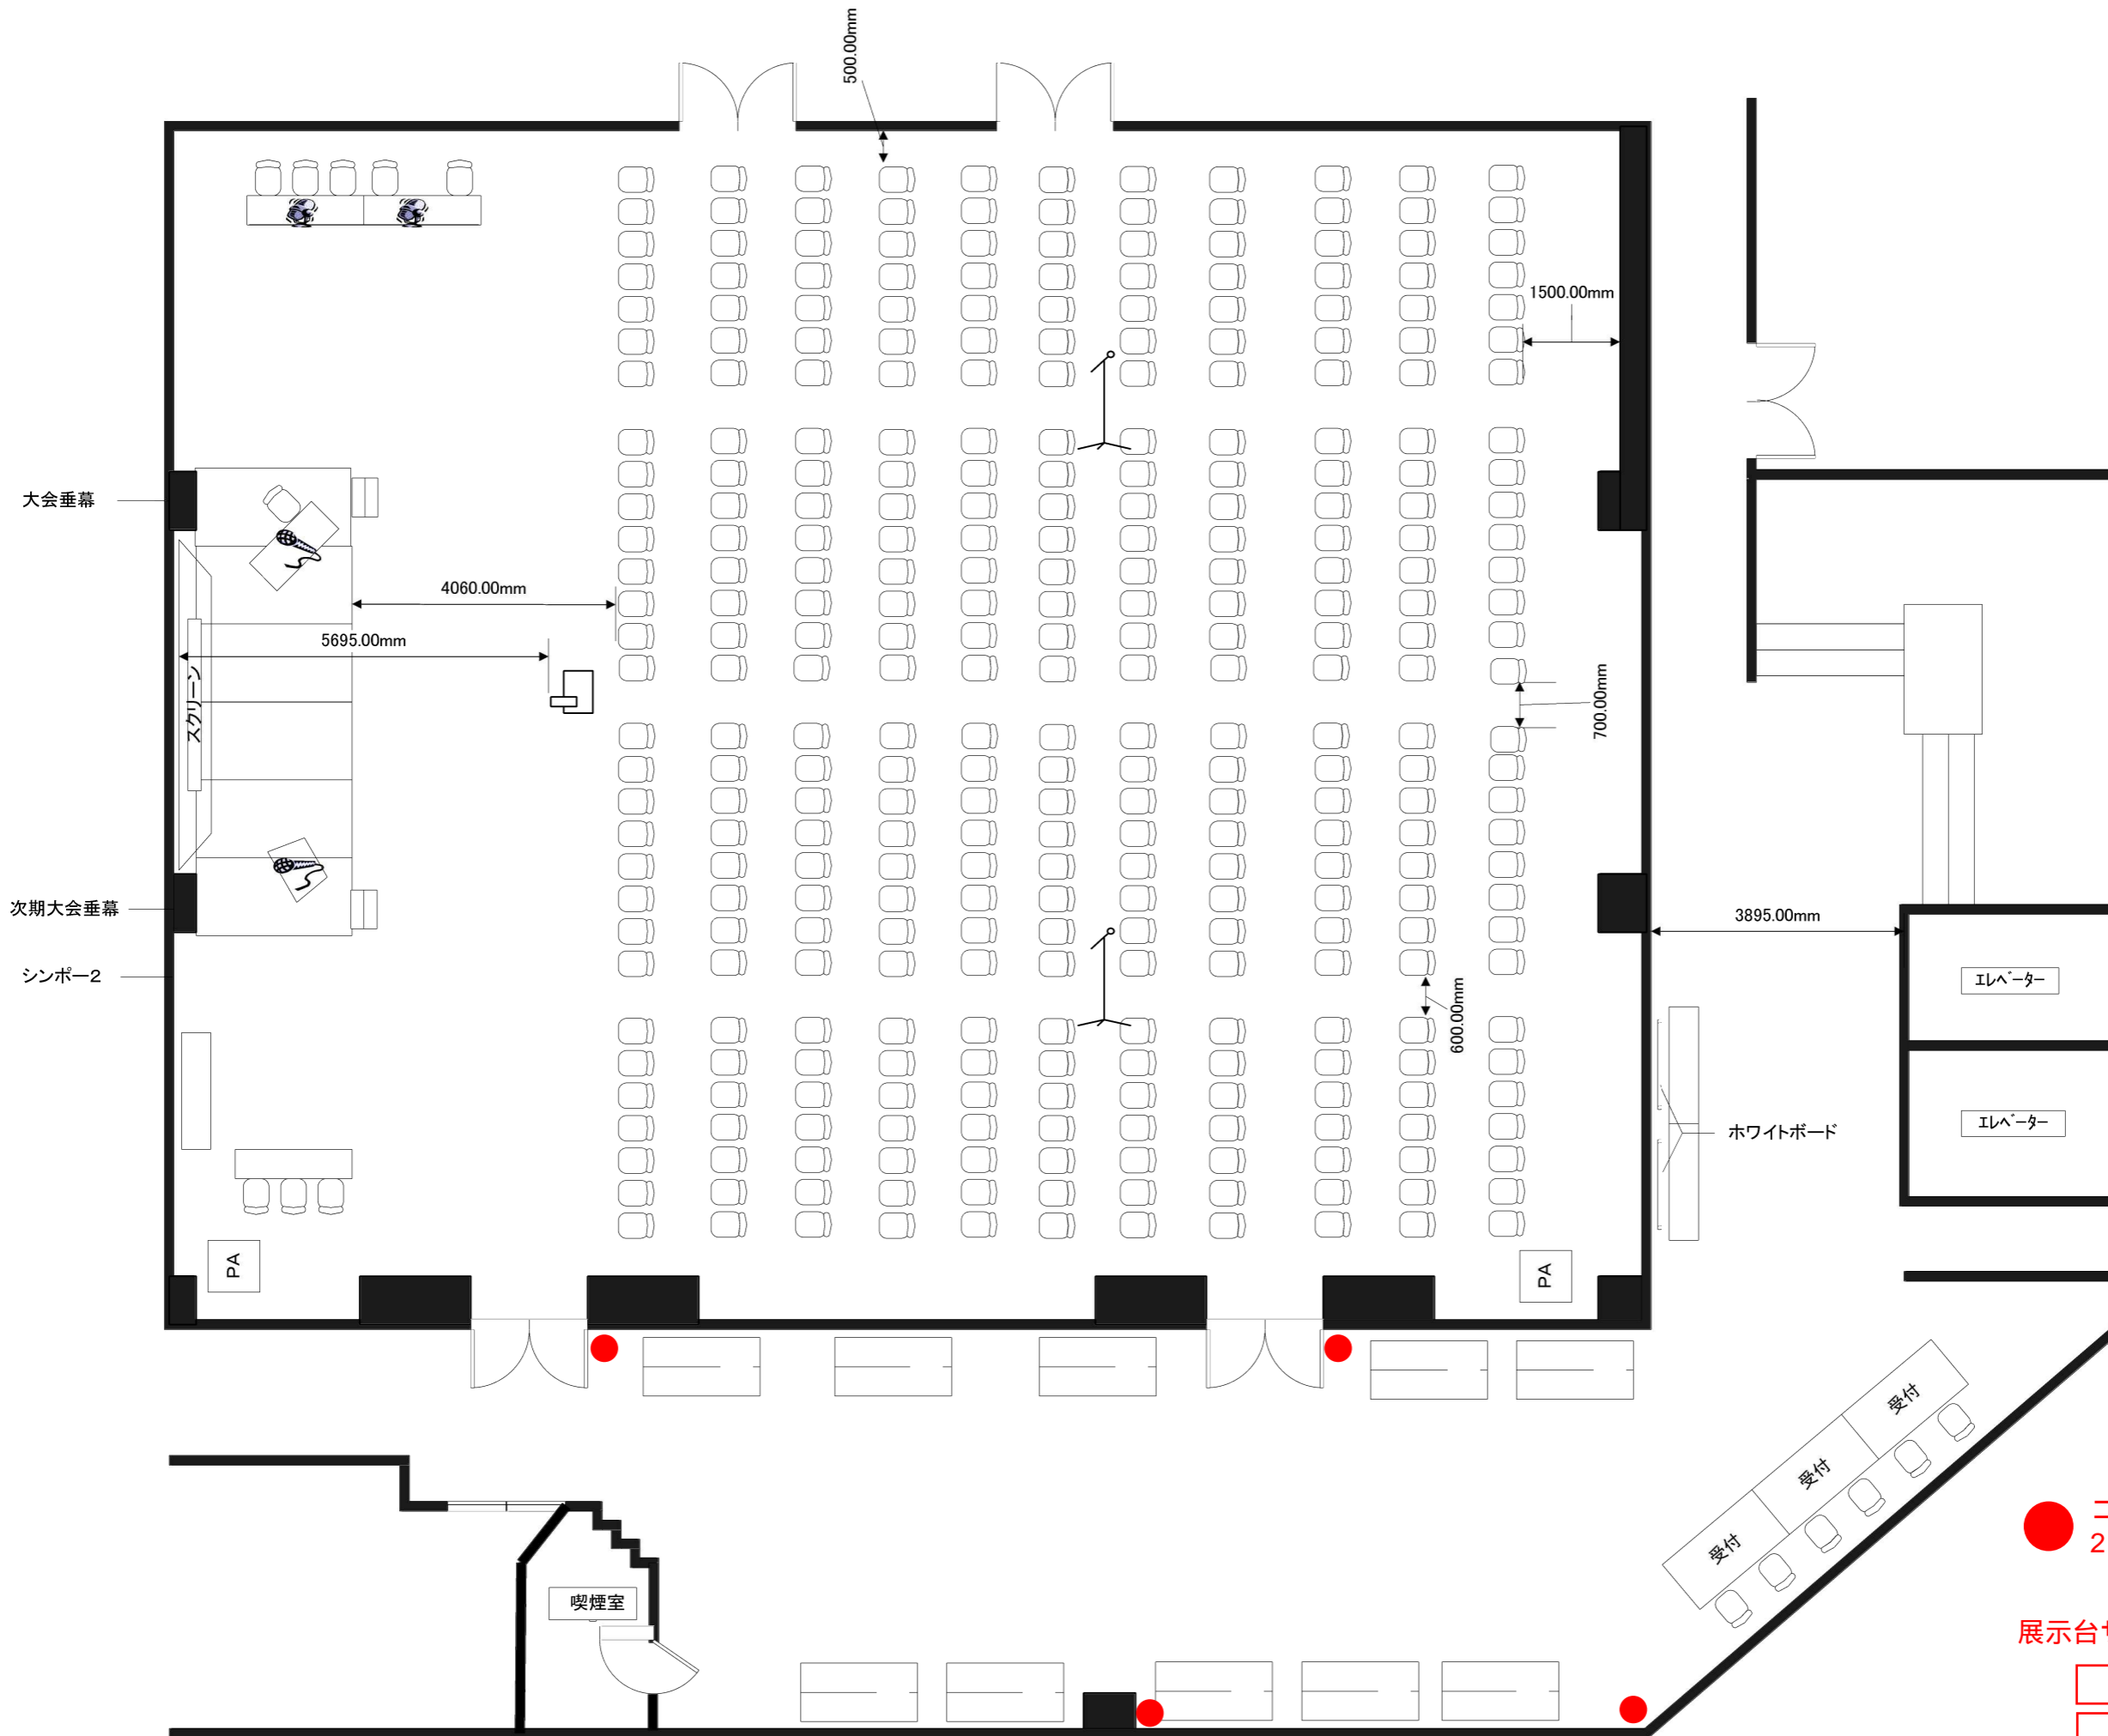 500.00mm
1500.00mm
大会垂幕
4060.00mm
5695.00mm
スクリーン
700.00mm
次期大会垂幕
3895.00mm
シンポー2
エレベーター
600.00mm
ホワイトボード
エレベーター
PA
PA
受付
受付
受付
2
喫煙室
展示台